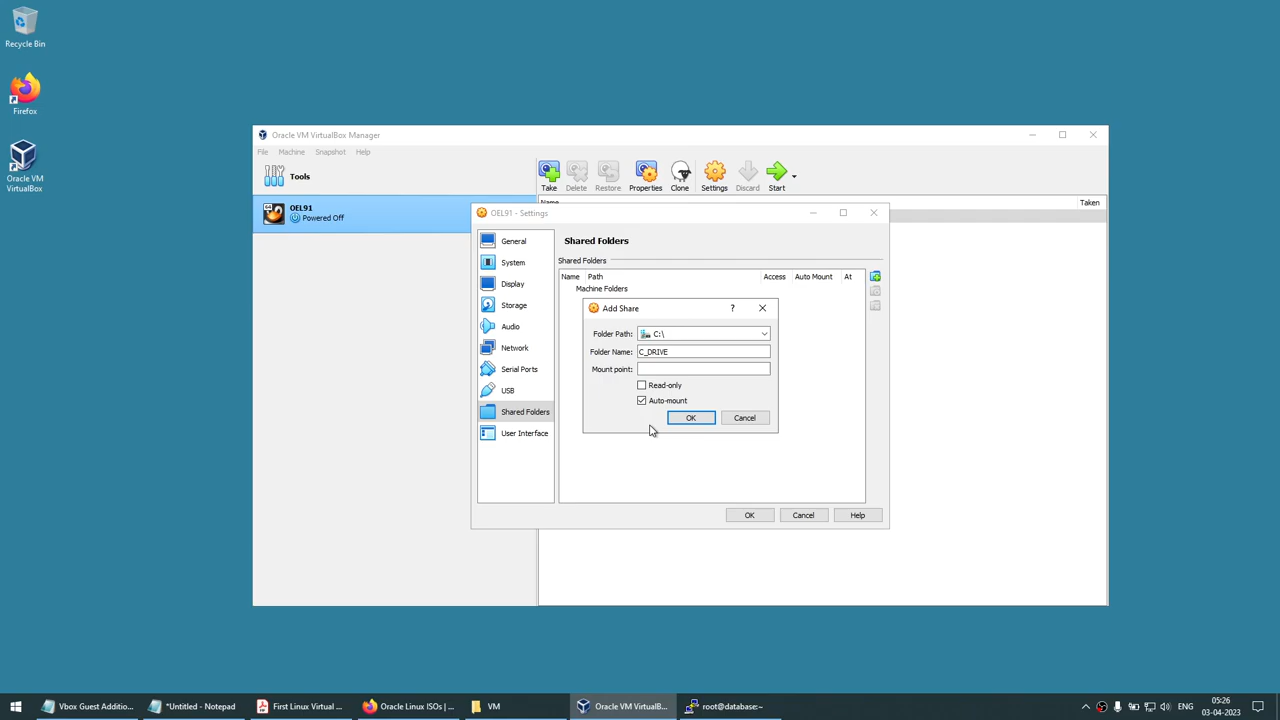 Recycle Bin
Firefox
Oracle VM
VirtualBox
Oracle VM VirtualBox Manager
File Machine Snapshot Help
Tools
Take Delete Restore Properties Clone Settings Discard Start
OEL91
Powered Off
Name Taken
OEL91 - Settings
General
System
Display
Storage
Audio
Network
Serial Ports
USB
Shared Folders
User Interface
Shared Folders
Shared Folders
Name Path Access Auto Mount At
Machine Folders
Add Share ?
Folder Path: C:\
Folder Name: C_DRIVE
Mount point:
Read-only
Auto-mount
OK Cancel
OK Cancel Help
Vbox Guest Additio...
*Untitled - Notepad
First Linux Virtual ...
Oracle Linux ISOs | ...
VM
Oracle VM VirtualB...
root@database:~
ENG
05:26
03-04-2023